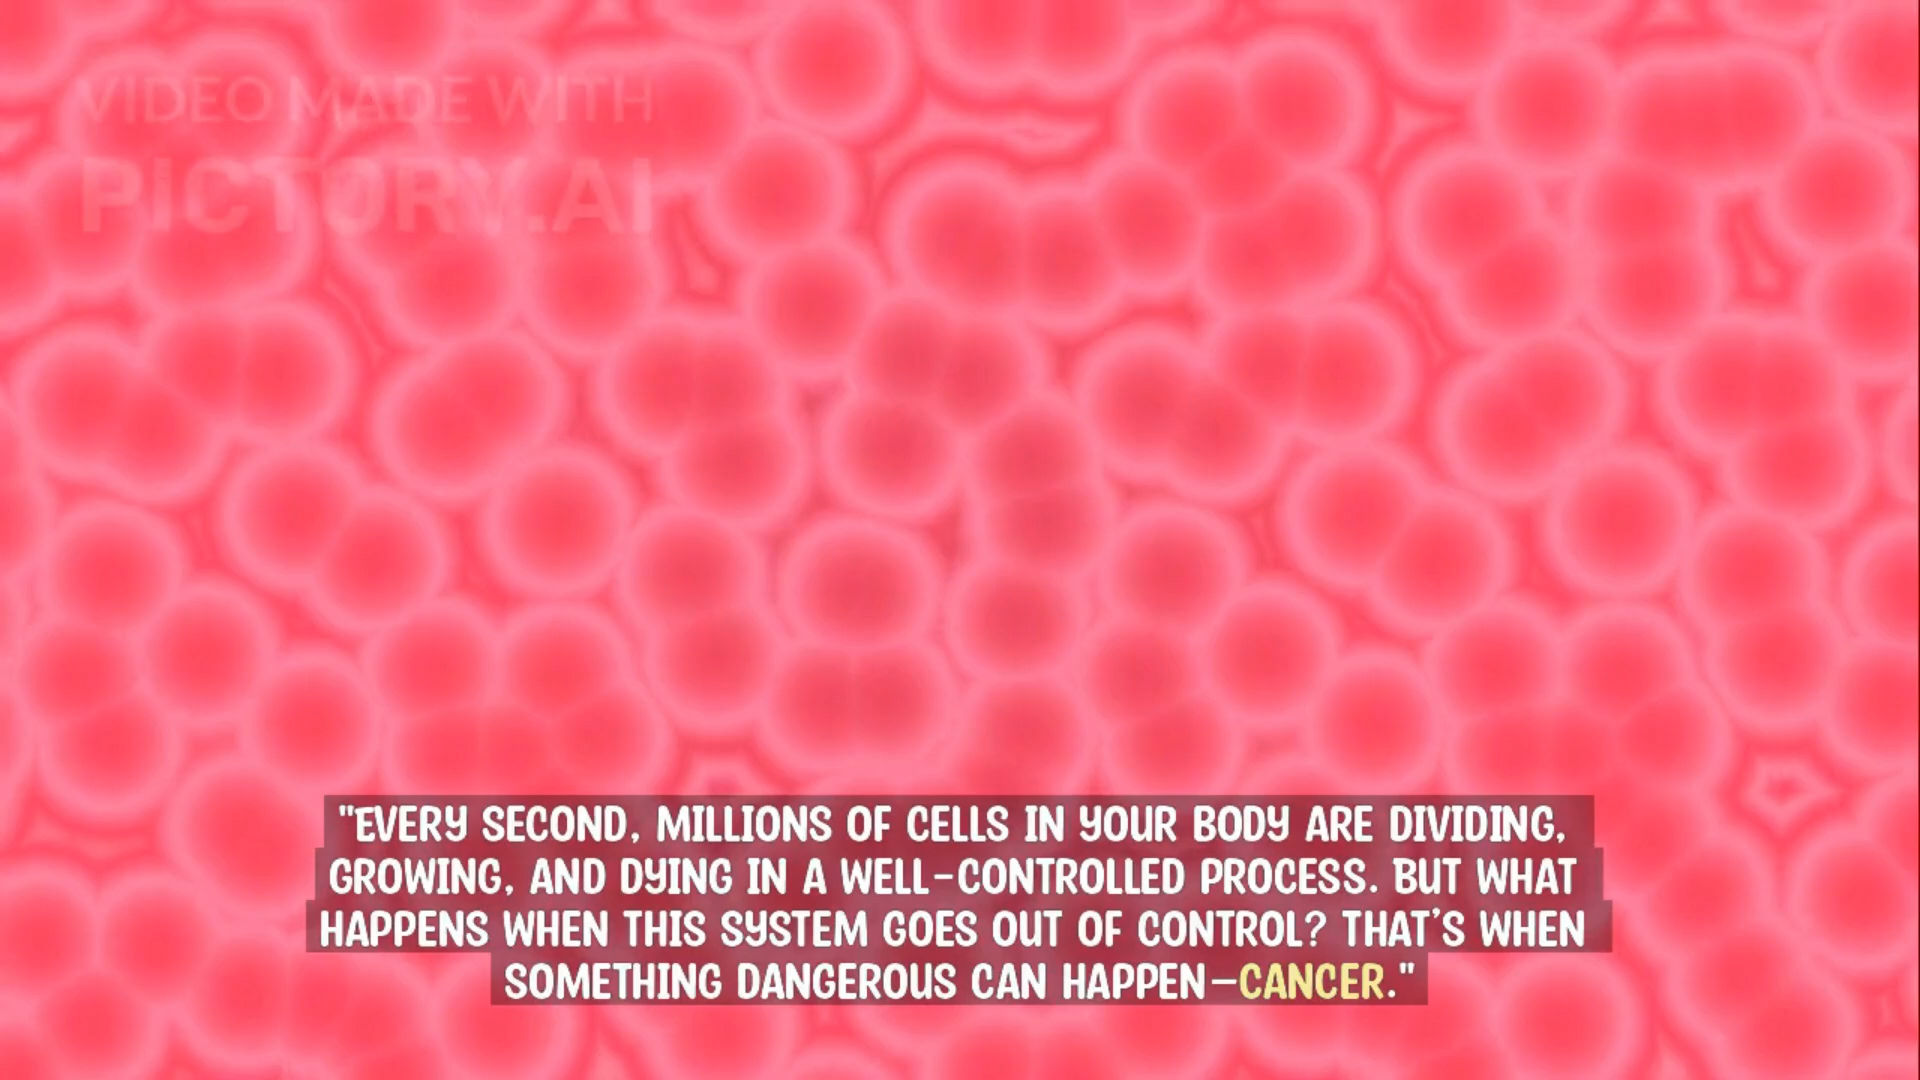 VIDEO MADE WITH
PiCTORY.AI
"EVERY SECOND, MILLIONS OF CELLS IN YOUR BODY ARE DIVIDING,
GROWING, AND DYING IN A WELL-CONTROLLED PROCESS. BUT WHAT
HAPPENS WHEN THIS SYSTEM GOES OUT OF CONTROL? THAT’S WHEN
SOMETHING DANGEROUS CAN HAPPEN—CANCER."